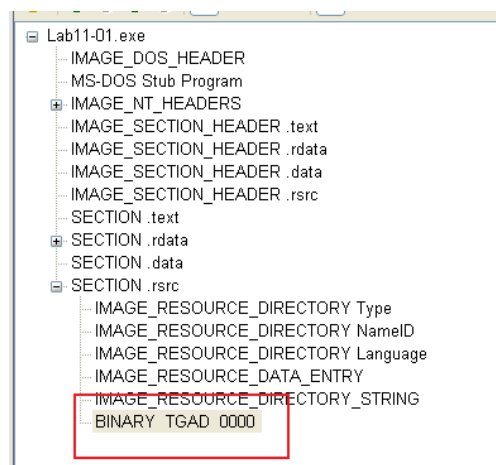 Lab11-01.exe
IMAGE_DOS_HEADER
MS-DOS Stub Program
IMAGE_NT_HEADERS
IMAGE_SECTION_HEADER .text
IMAGE_SECTION_HEADER .rdata
IMAGE_SECTION_HEADER .data
IMAGE_SECTION_HEADER .rsrc
SECTION .text
SECTION .rdata
SECTION .data
SECTION .rsrc
IMAGE_RESOURCE_DIRECTORY Type
IMAGE_RESOURCE_DIRECTORY NameID
IMAGE_RESOURCE_DIRECTORY Language
IMAGE_RESOURCE_DATA_ENTRY
IMAGE_RESOURCE_DIRECTORY_STRING
BINARY TGAD 0000